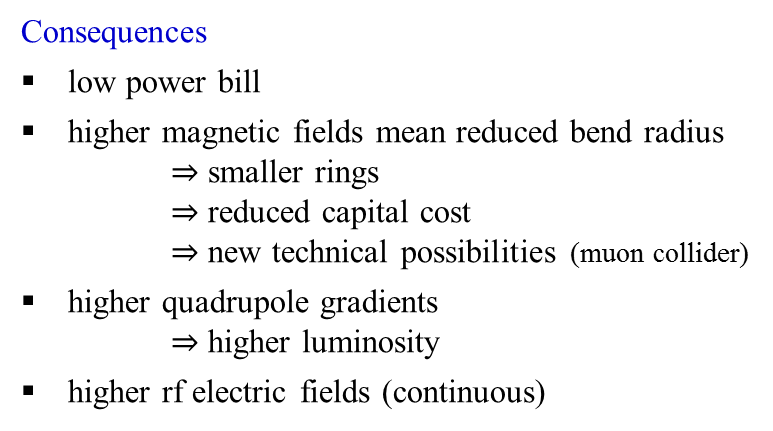 Consequences
▪ low power bill
▪ higher magnetic fields mean reduced bend radius
⇒ smaller rings
⇒ reduced capital cost
⇒ new technical possibilities (muon collider)
▪ higher quadrupole gradients
⇒ higher luminosity
▪ higher rf electric fields (continuous)